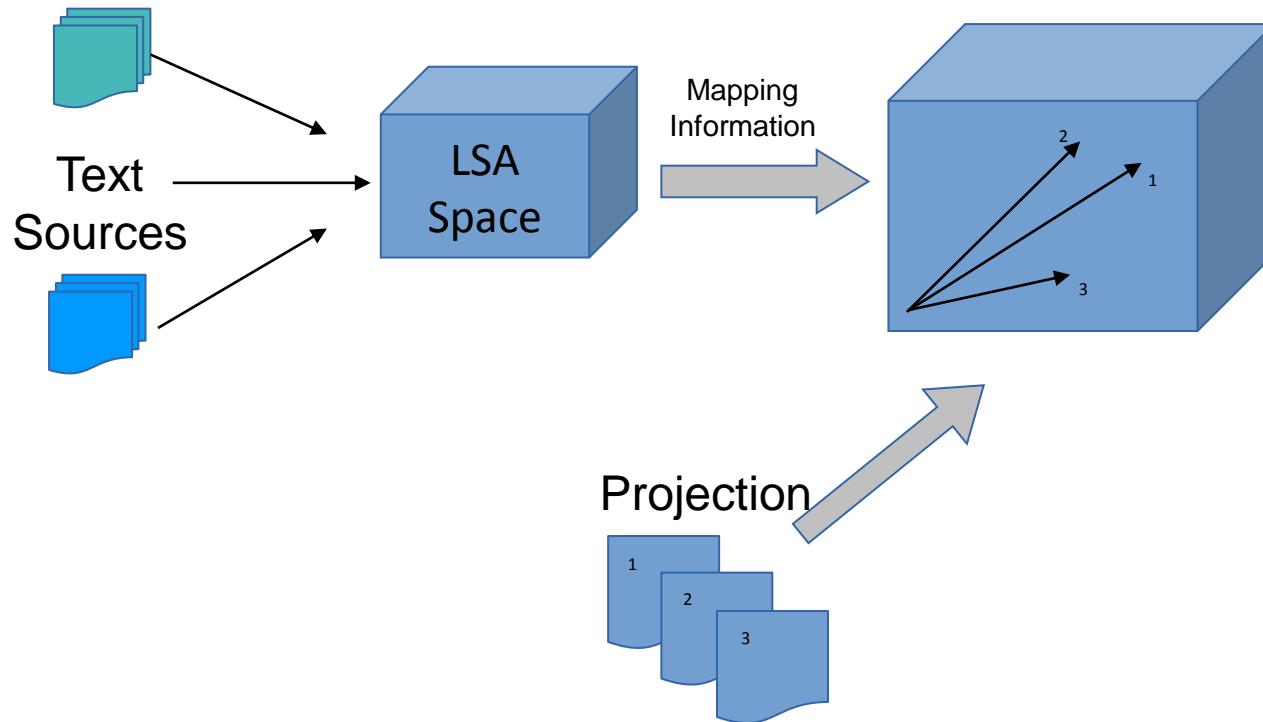 Text
Sources
LSA
Space
Mapping
Information
2
1
3
Projection
1
2
3